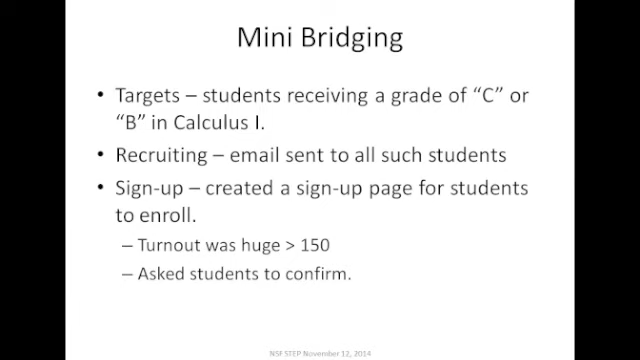 Mini Bridging
• Targets – students receiving a grade of “C” or
“B” in Calculus I.
• Recruiting – email sent to all such students
• Sign-up – created a sign-up page for students
to enroll.
– Turnout was huge > 150
– Asked students to confirm.
NSF STEP November 12, 2014